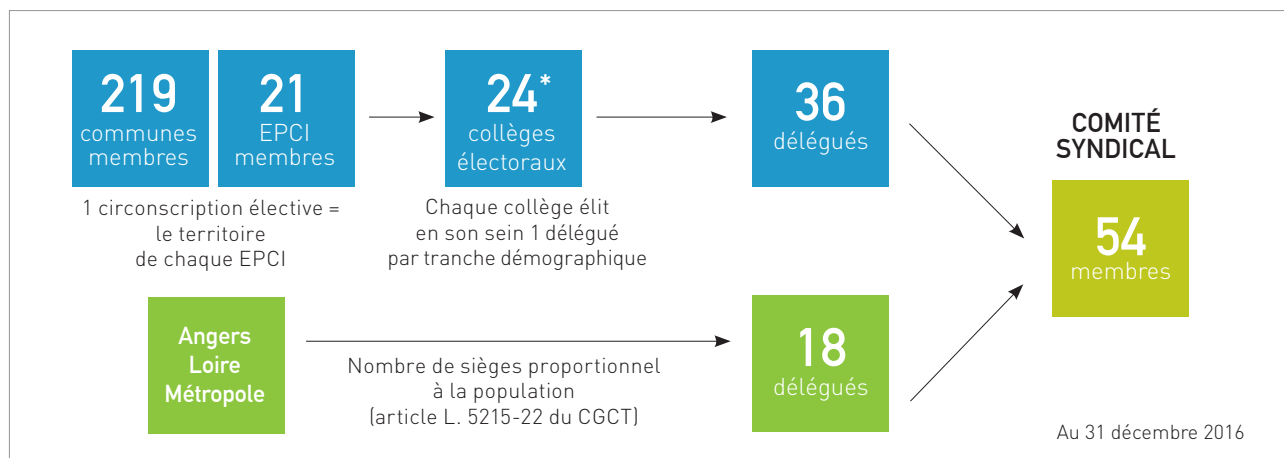 219
communes
membres
21
EPCI
membres
1 circonscription élective =
le territoire
de chaque EPCI
24*
collèges
électoraux
Chaque collège élit
en son sein 1 délégué
par tranche démographique
36
délégués
COMITÉ
SYNDICAL
54
membres
Angers
Loire
Métropole
Nombre de sièges proportionnel
à la population
(article L. 5215-22 du CGCT)
18
délégués
Au 31 décembre 2016